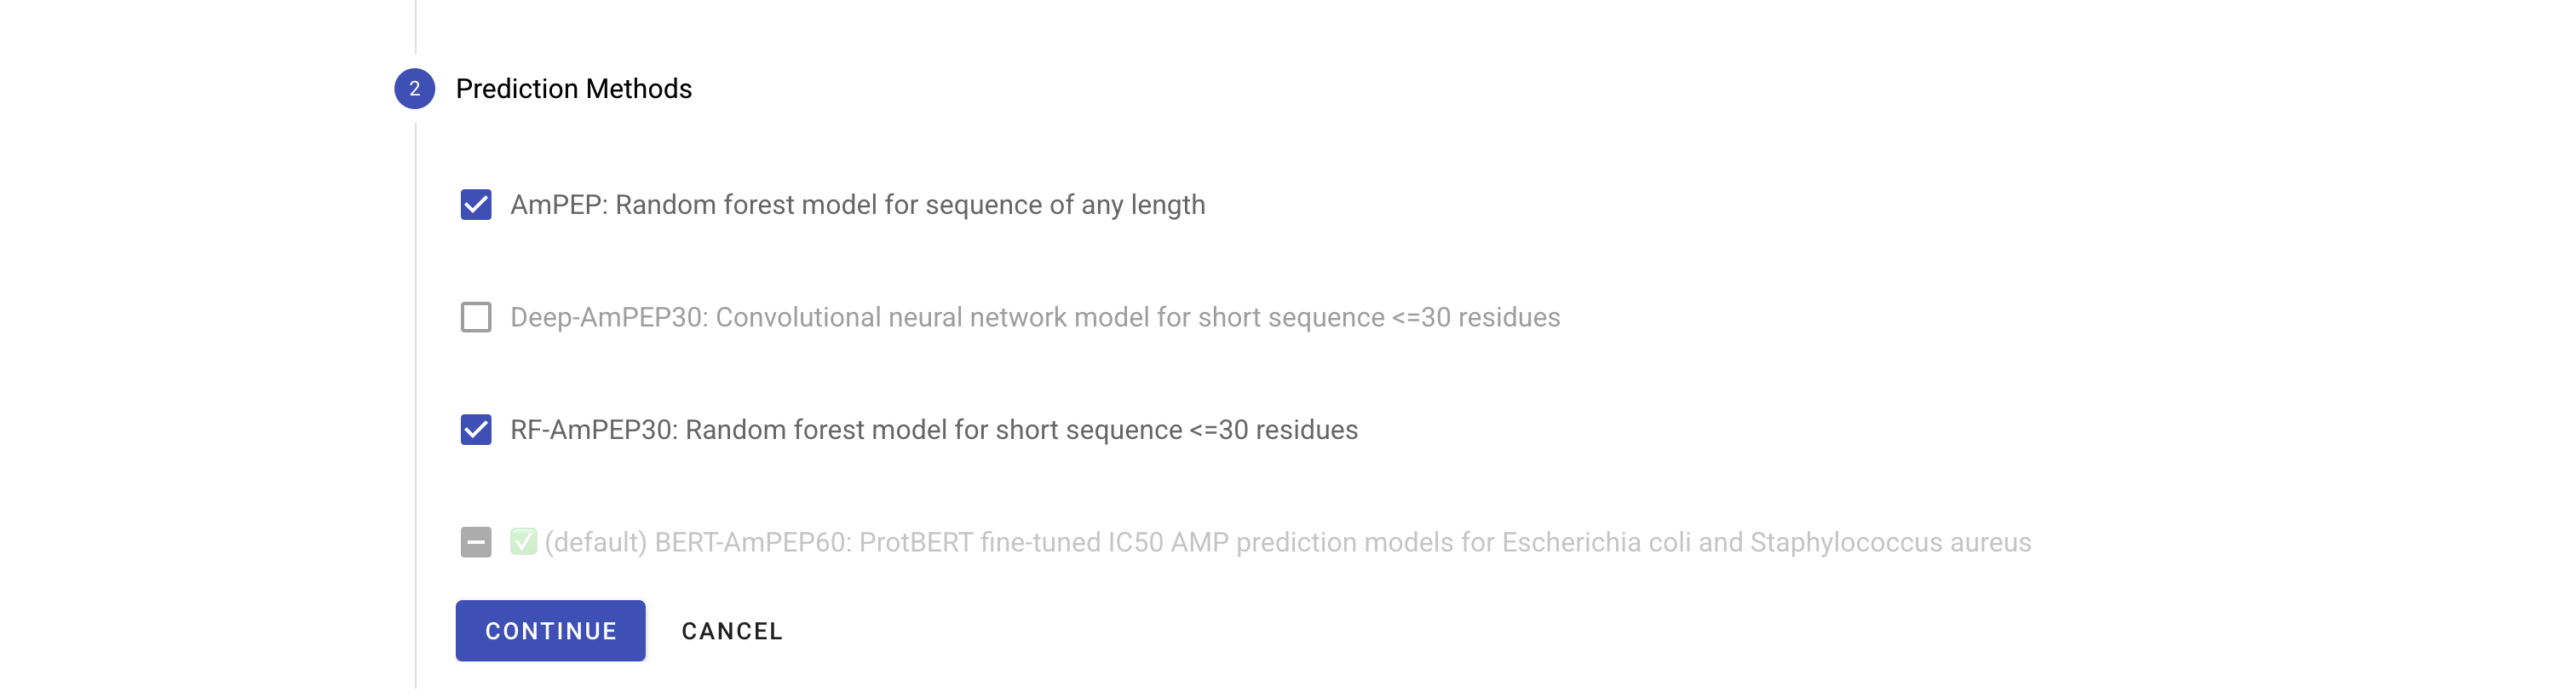 2 Prediction Methods
AmPEP: Random forest model for sequence of any length
Deep-AmPEP30: Convolutional neural network model for short sequence <=30 residues
RF-AmPEP30: Random forest model for short sequence <=30 residues
✅ (default) BERT-AmPEP60: ProtBERT fine-tuned IC50 AMP prediction models for Escherichia coli and Staphylococcus aureus
CONTINUE CANCEL